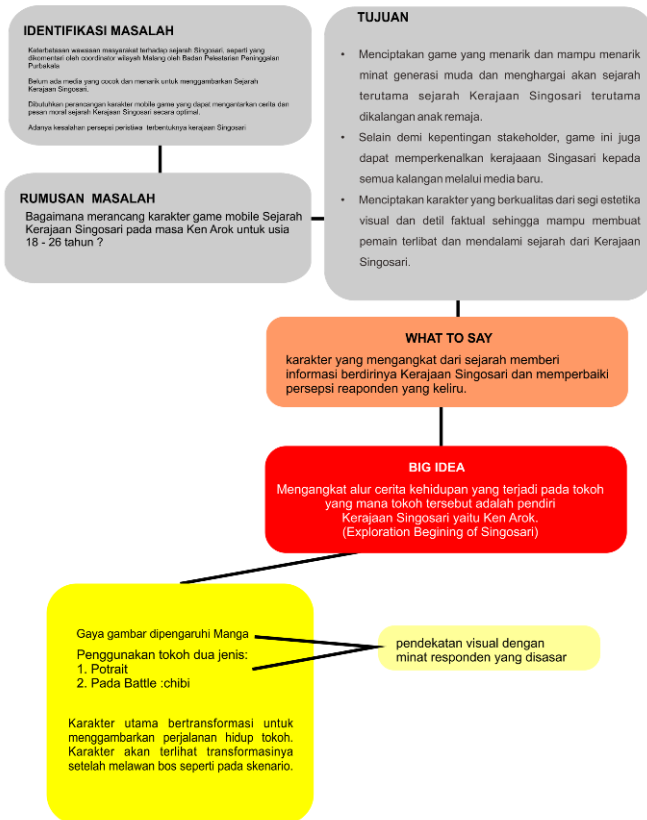 IDENTIFIKASI MASALAH
Keterbatasan wawasan masyarakat terhadap sejarah Singosari, seperti yang
dikomentari oleh coordinator wilayah Malang oleh Badan Pelestarian Peninggalan
Purbakala
Belum ada media yang cocok dan menarik untuk menggambarkan Sejarah
Kerajaan Singosari.
Dibutuhkan perancangan karakter mobile game yang dapat mengantarkan cerita dan
pesan moral sejarah Kerajaan Singosari secara optimal.
Adanya kesalahan persepsi peristiwa terbentuknya kerajaan Singosari
RUMUSAN MASALAH
Bagaimana merancang karakter game mobile Sejarah
Kerajaan Singosari pada masa Ken Arok untuk usia
18 - 26 tahun ?
TUJUAN
• Menciptakan game yang menarik dan mampu menarik
minat generasi muda dan menghargai akan sejarah
terutama sejarah Kerajaan Singosari terutama
dikalangan anak remaja.
• Selain demi kepentingan stakeholder, game ini juga
dapat memperkenalkan kerajaaan Singasari kepada
semua kalangan melalui media baru.
• Menciptakan karakter yang berkualitas dari segi estetika
visual dan detil faktual sehingga mampu membuat
pemain terlibat dan mendalami sejarah dari Kerajaan
Singosari.
WHAT TO SAY
karakter yang mengangkat dari sejarah memberi
informasi berdirinya Kerajaan Singosari dan memperbaiki
persepsi reaponden yang keliru.
BIG IDEA
Mengangkat alur cerita kehidupan yang terjadi pada tokoh
yang mana tokoh tersebut adalah pendiri
Kerajaan Singosari yaitu Ken Arok.
(Exploration Begining of Singosari)
Gaya gambar dipengaruhi Manga
Penggunakan tokoh dua jenis:
1. Potrait
2. Pada Battle :chibi
Karakter utama bertransformasi untuk
menggambarkan perjalanan hidup tokoh.
Karakter akan terlihat transformasinya
setelah melawan bos seperti pada skenario.
pendekatan visual dengan
minat responden yang disasar